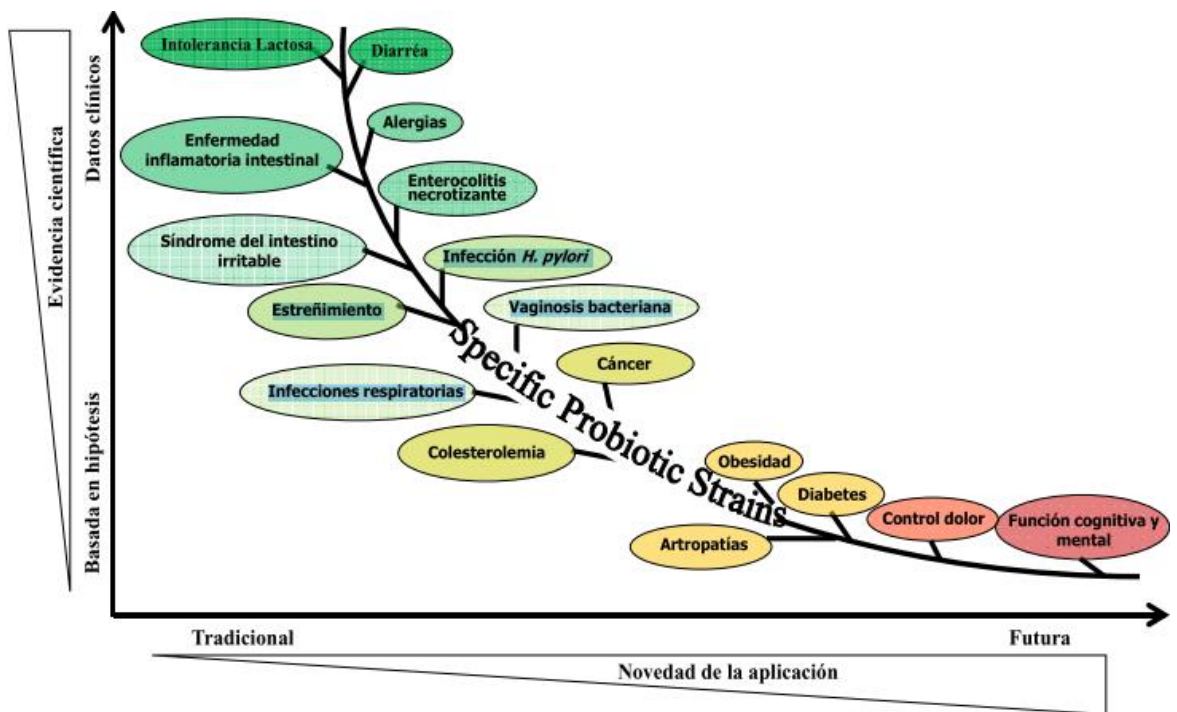 Intolerancia Lactosa
Diarréa
Alergias
Enfermedad
inflamatoria intestinal
Enterocolitis
necrotizante
Síndrome del intestino
irritable
Infección H. pylori
Estreñimiento
Vaginosis bacteriana
Cáncer
Infecciones respiratorias
Colesterolemia
Specific Probiotic Strains
Obesidad
Diabetes
Artropatías
Control dolor
Función cognitiva y
mental
Evidencia científica
Datos clínicos
Basada en hipótesis
Tradicional
Futura
Novedad de la aplicación